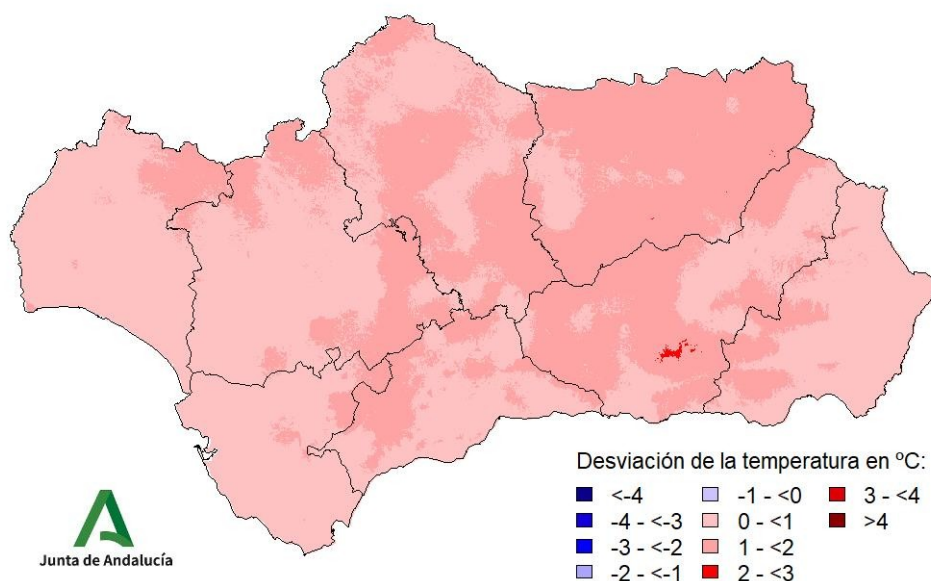 Desviación de la temperatura en ºC:
<-4 -1 - <0 3 - <4
-4 - <-3 0 - <1 >4
-3 - <-2 1 - <2
-2 - <-1 2 - <3
Junta de Andalucía